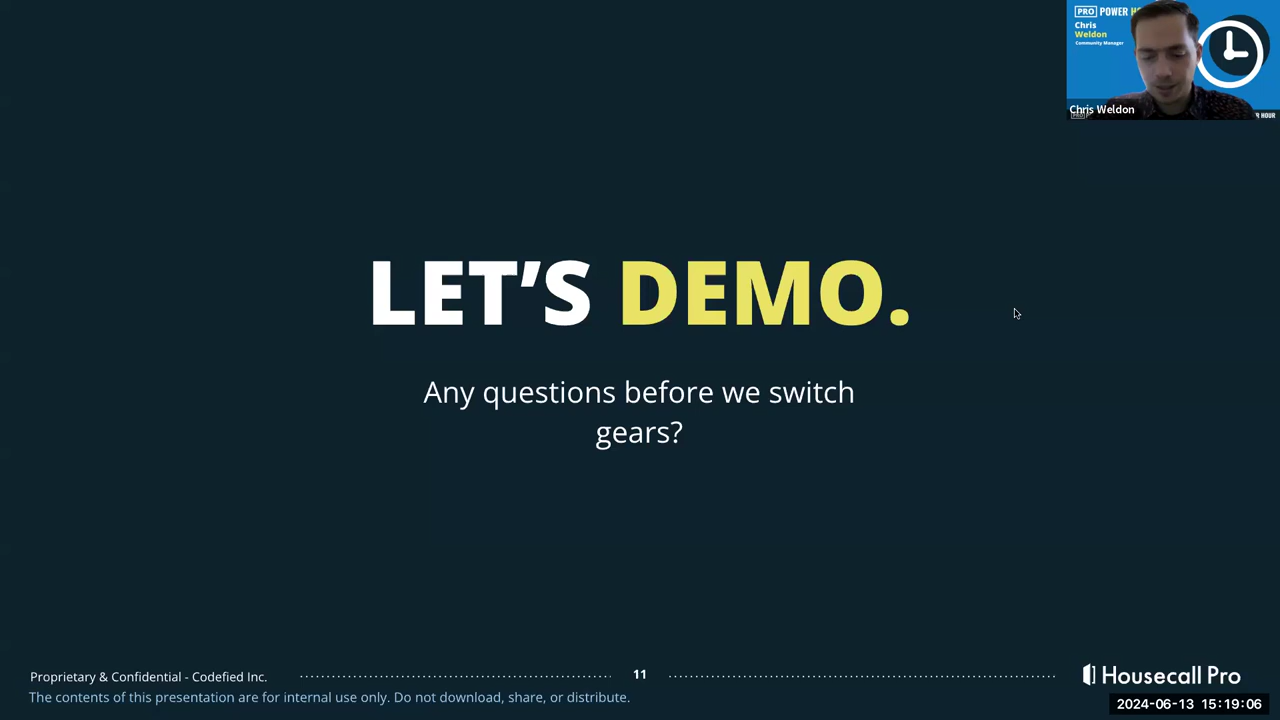 PRO POWER
Chris
Weldon
Community Manager
Chris Weldon
R HOUR
LET'S DEMO.
Any questions before we switch
gears?
Proprietary & Confidential - Codefied Inc.
11
Housecall Pro
The contents of this presentation are for internal use only. Do not download, share, or distribute.
2024-06-13 15:19:06